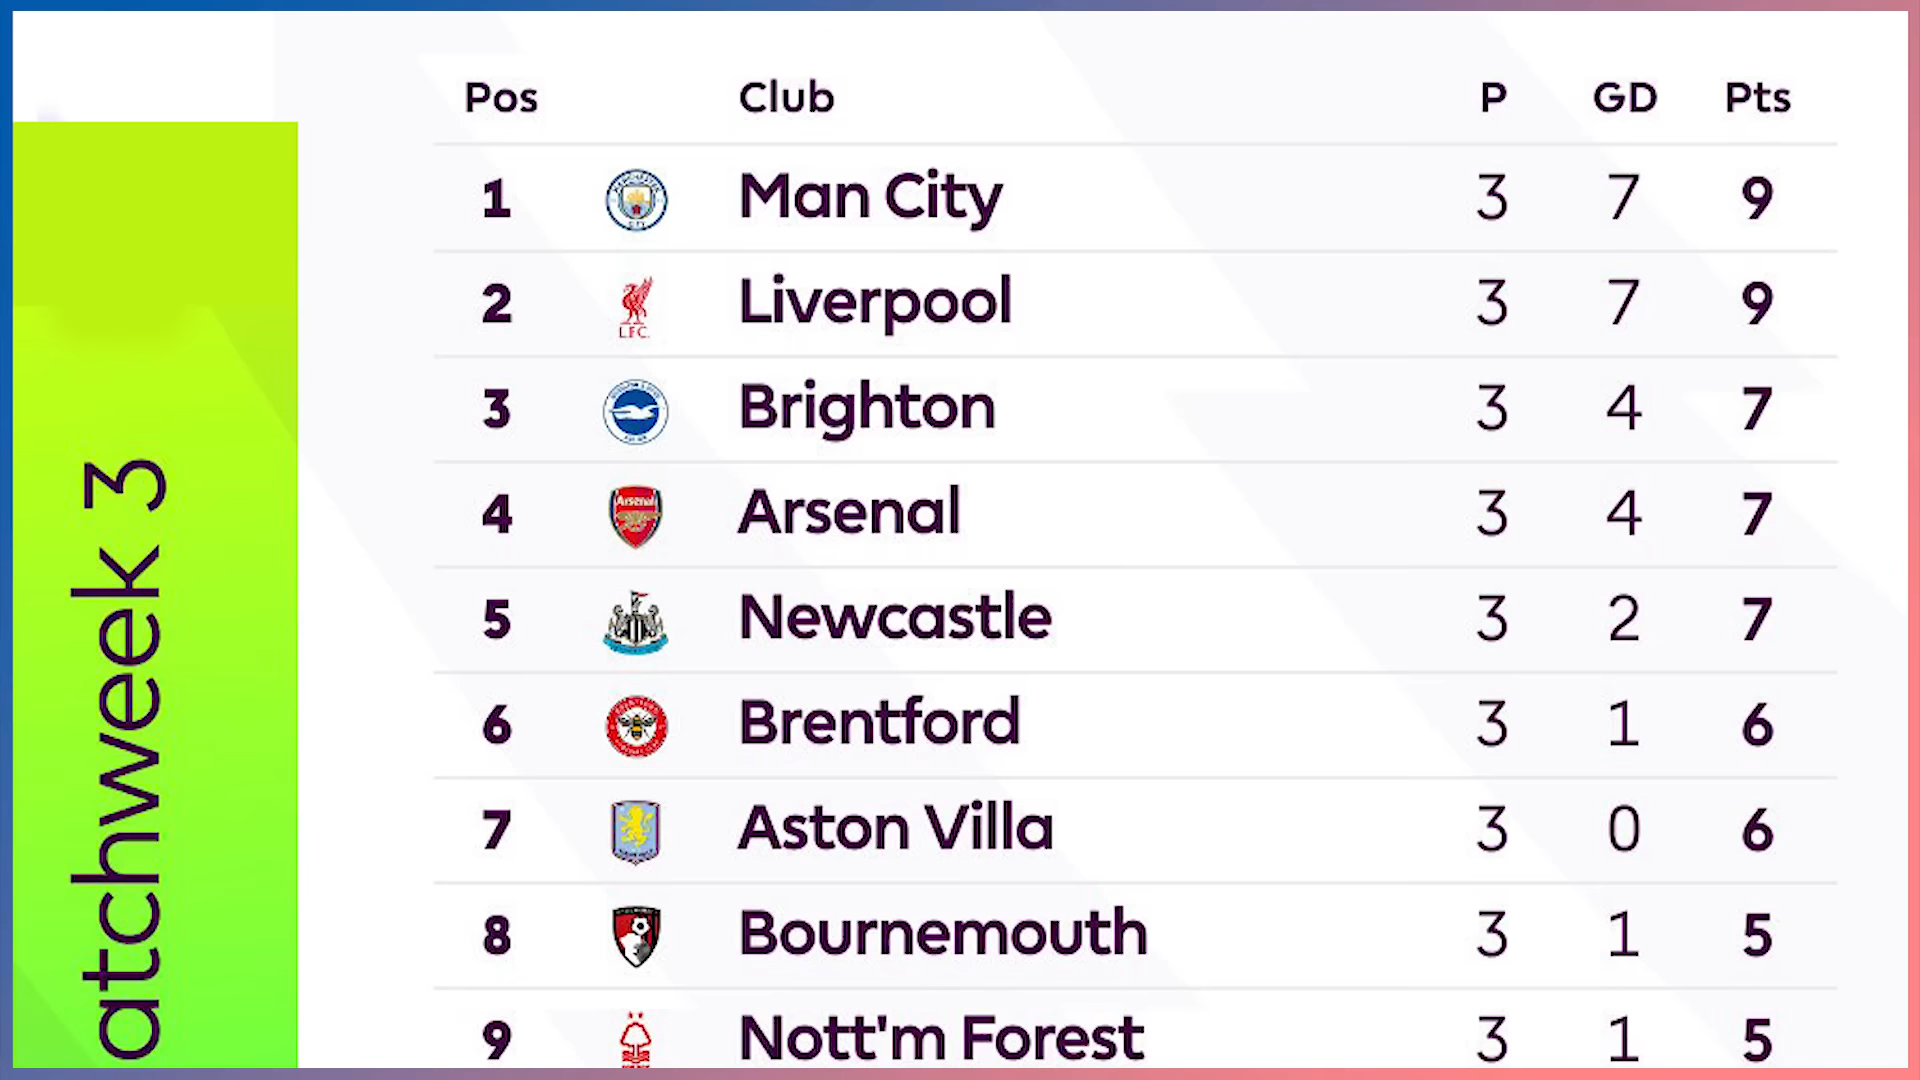 Pos Club P GD Pts
1 Man City 3 7 9
2 L.F.C. Liverpool 3 7 9
3 Brighton 3 4 7
4 Arsenal Arsenal 3 4 7
5 Newcastle 3 2 7
6 Brentford 3 1 6
7 Aston Villa 3 0 6
8 Bournemouth 3 1 5
9 Nott'm Forest 3 1 5
atchweek 3